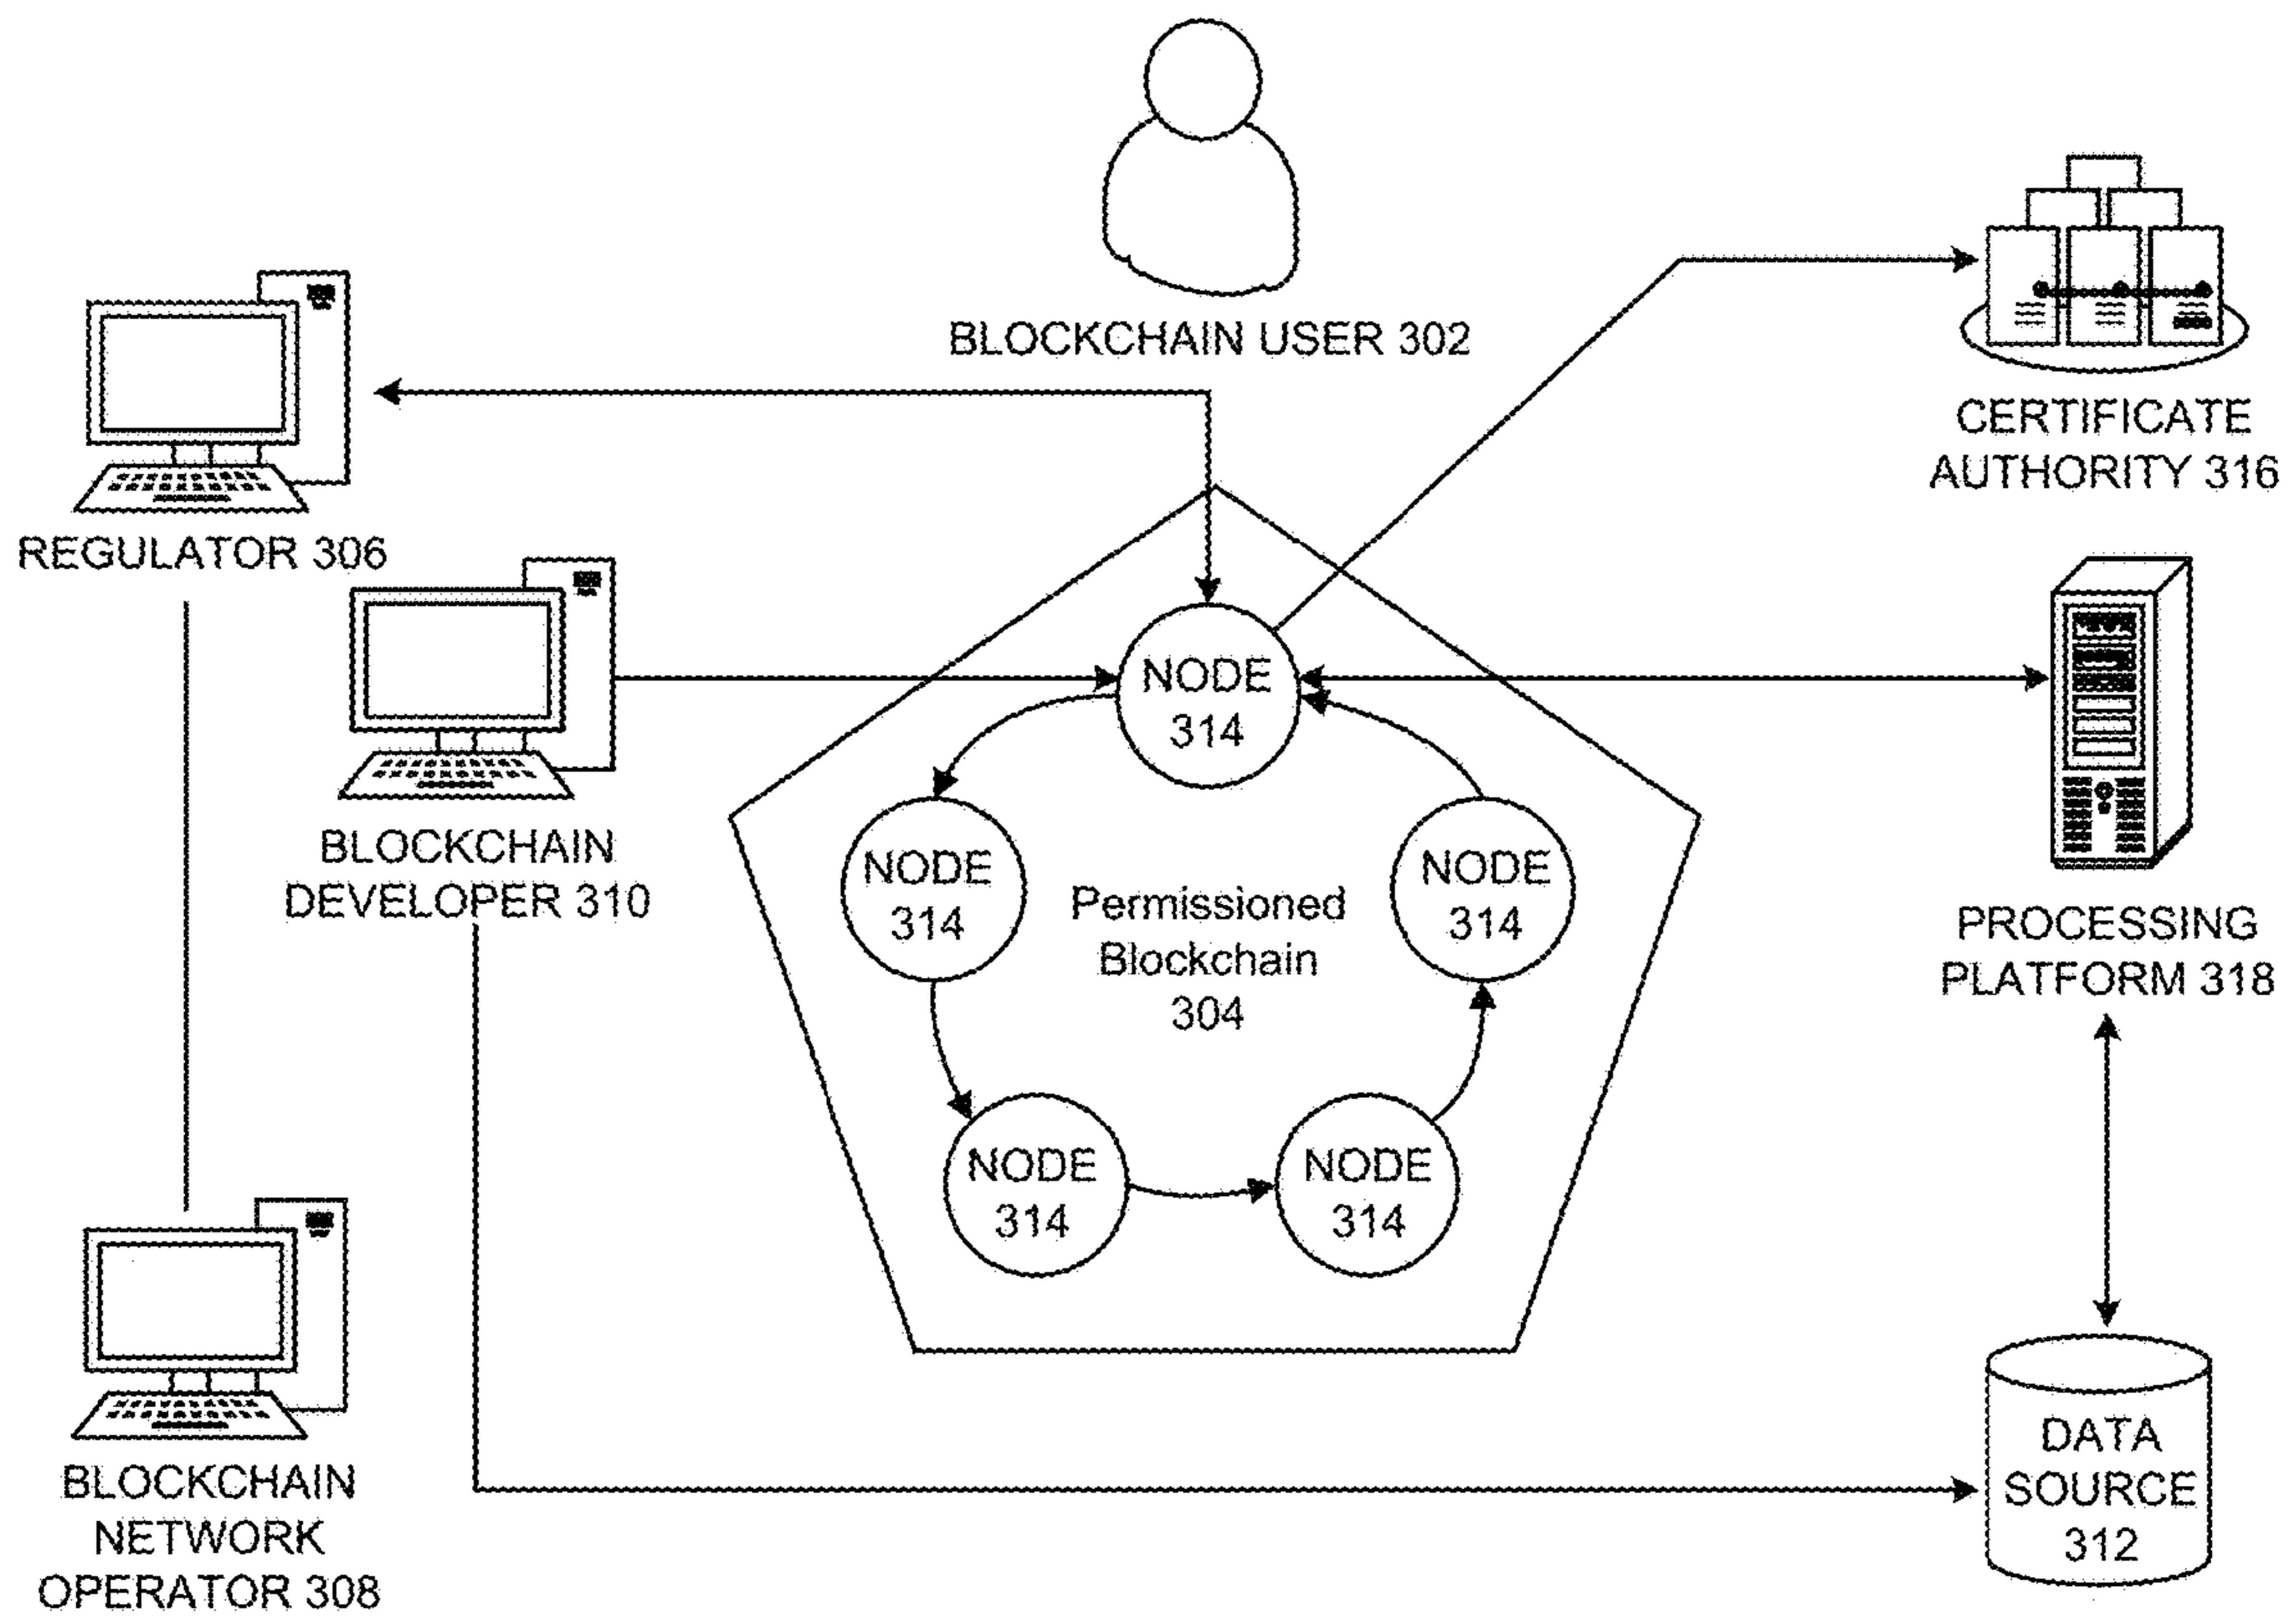 BLOCKCHAIN USER 302
CERTIFICATE
AUTHORITY 316
REGULATOR 306
BLOCKCHAIN
DEVELOPER 310
NODE
314
NODE
314
NODE
314
Permissioned
Blockchain
304
NODE
314
NODE
314
PROCESSING
PLATFORM 318
BLOCKCHAIN
NETWORK
OPERATOR 308
DATA
SOURCE
312